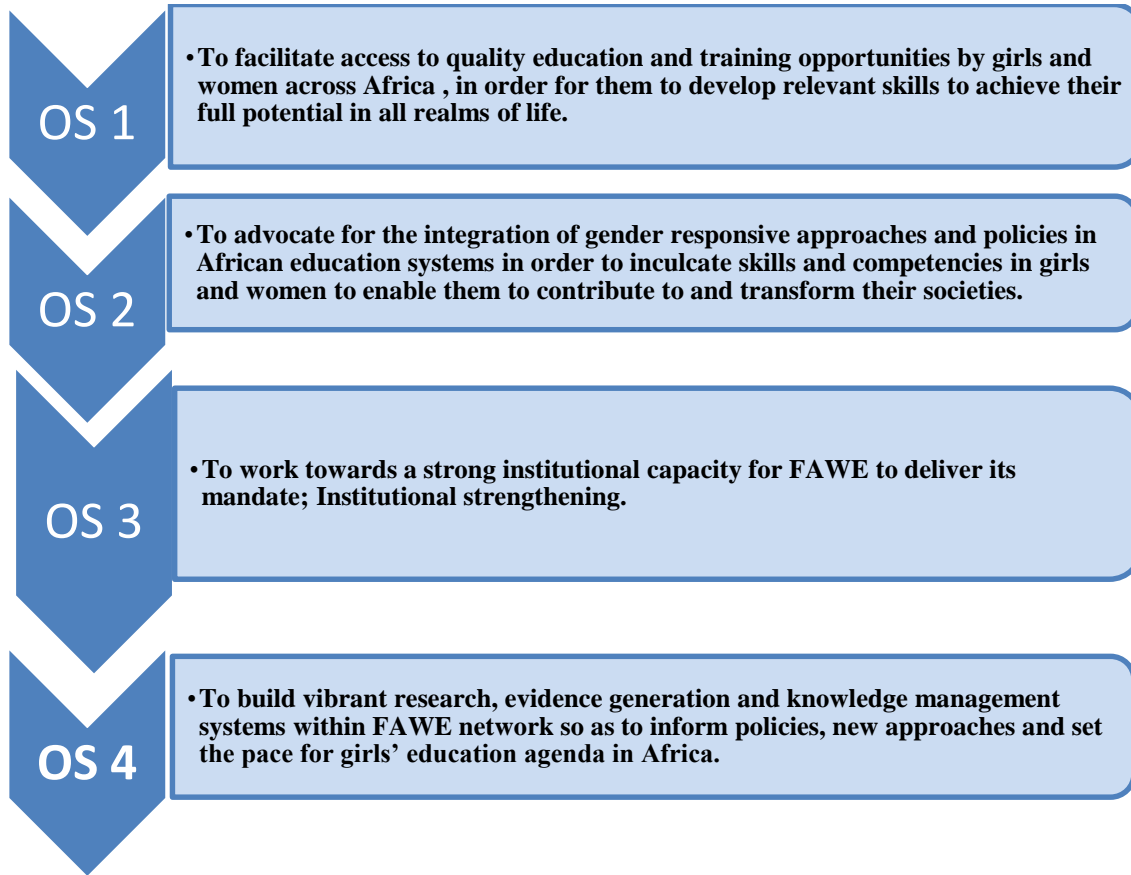 OS 1
• To facilitate access to quality education and training opportunities by girls and
women across Africa , in order for them to develop relevant skills to achieve their
full potential in all realms of life.
OS 2
• To advocate for the integration of gender responsive approaches and policies in
African education systems in order to inculcate skills and competencies in girls
and women to enable them to contribute to and transform their societies.
OS 3
• To work towards a strong institutional capacity for FAWE to deliver its
mandate; Institutional strengthening.
OS 4
• To build vibrant research, evidence generation and knowledge management
systems within FAWE network so as to inform policies, new approaches and set
the pace for girls’ education agenda in Africa.